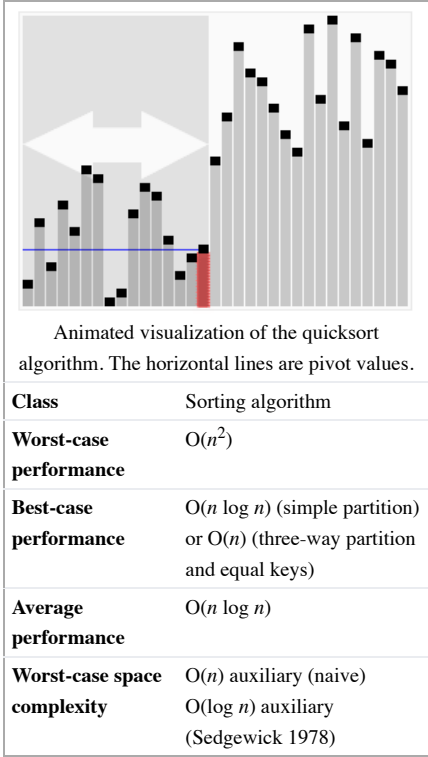 Animated visualization of the quicksort
algorithm. The horizontal lines are pivot values.
Class Sorting algorithm
Worst-case O(n²)
performance
Best-case O(n log n) (simple partition)
performance or O(n) (three-way partition
and equal keys)
Average O(n log n)
performance
Worst-case space O(n) auxiliary (naive)
complexity O(log n) auxiliary
(Sedgewick 1978)